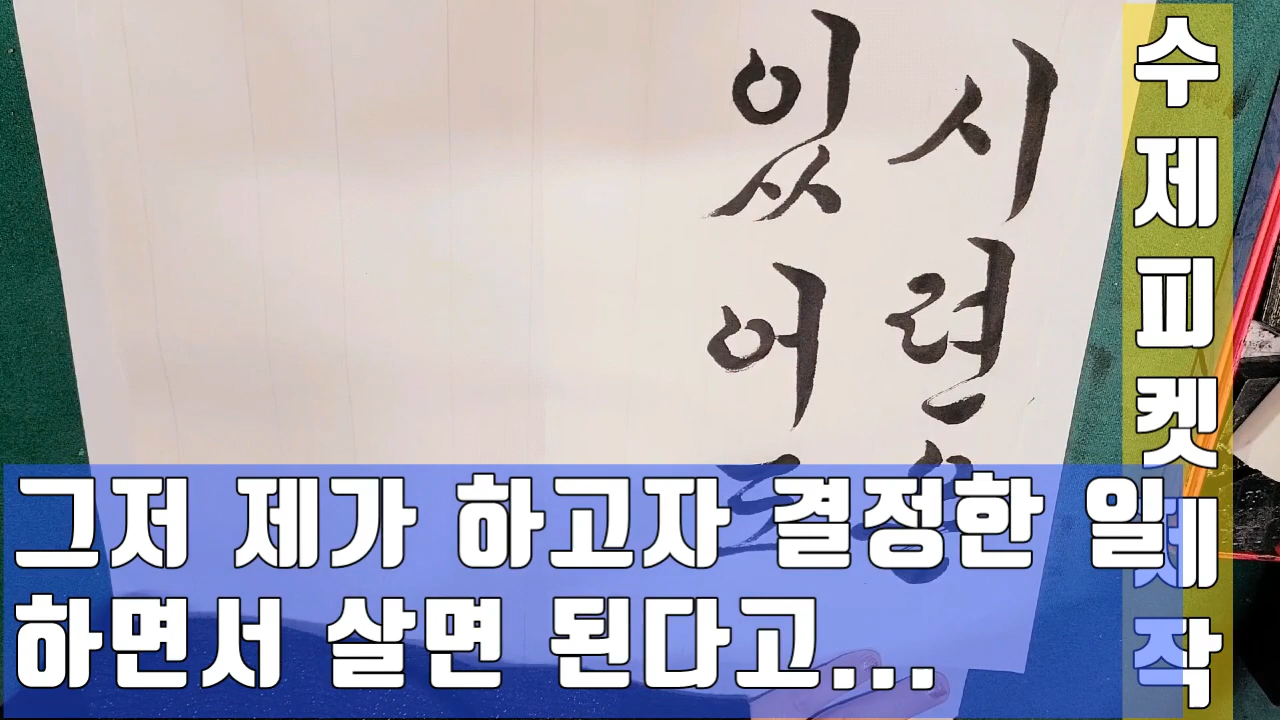 시련은
있어도
수제피켓제작
그저 제가 하고자 결정한 일
하면서 살면 된다고...